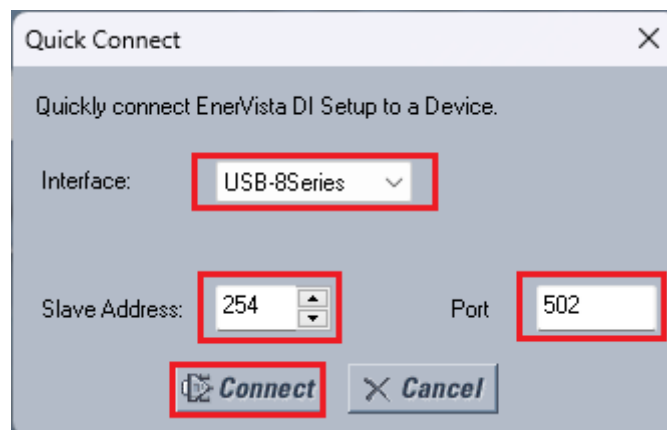 Quick Connect
Quickly connect EnerVista DI Setup to a Device.
Interface: USB-8Series
Slave Address: 254 Port 502
Connect Cancel